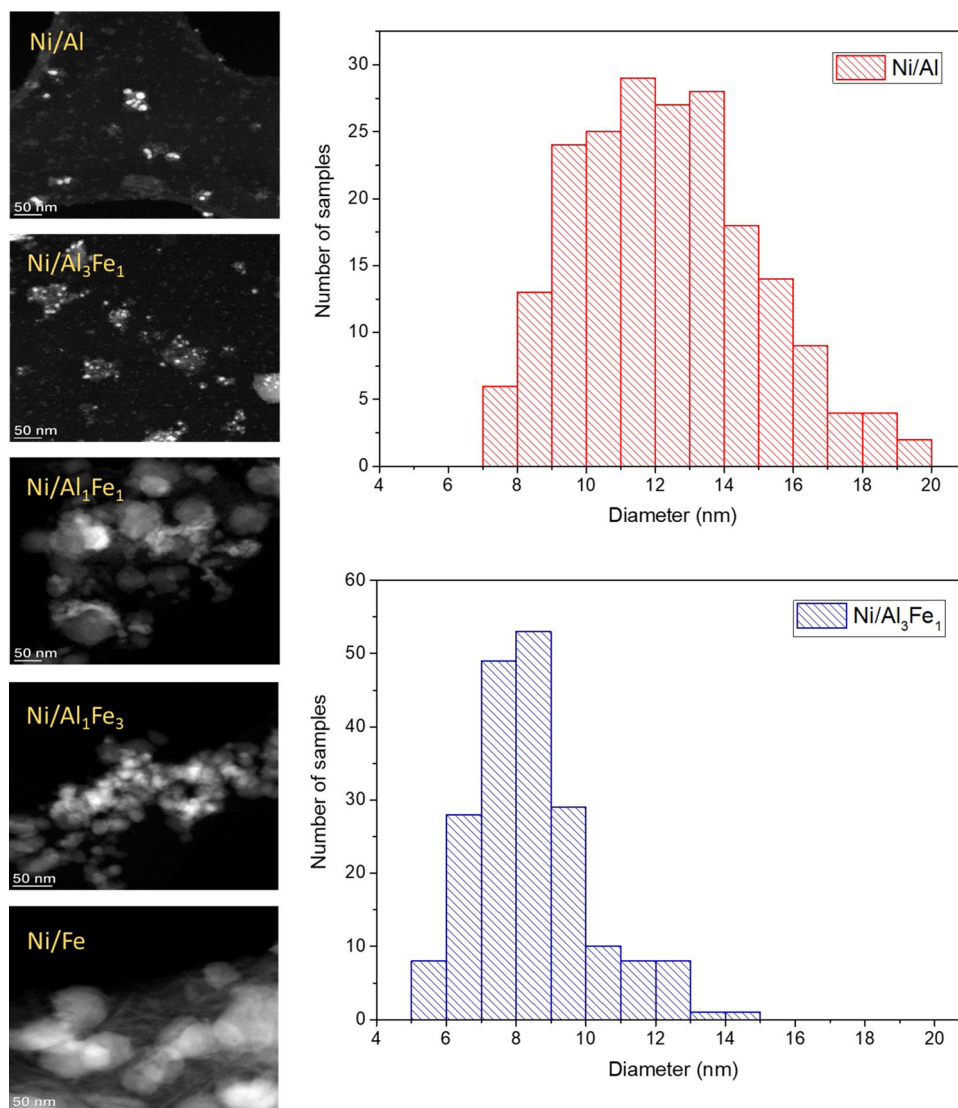 Ni/Al
50 nm
Ni/Al₃Fe₁
50 nm
Ni/Al₁Fe₁
50 nm
Ni/Al₁Fe₃
50 nm
Ni/Fe
50 nm
Ni/Al
30
25
20
15
10
5
0
Number of samples
4 6 8 10 12 14 16 18 20
Diameter (nm)
Ni/Al₃Fe₁
60
50
40
30
20
10
0
Number of samples
4 6 8 10 12 14 16 18 20
Diameter (nm)